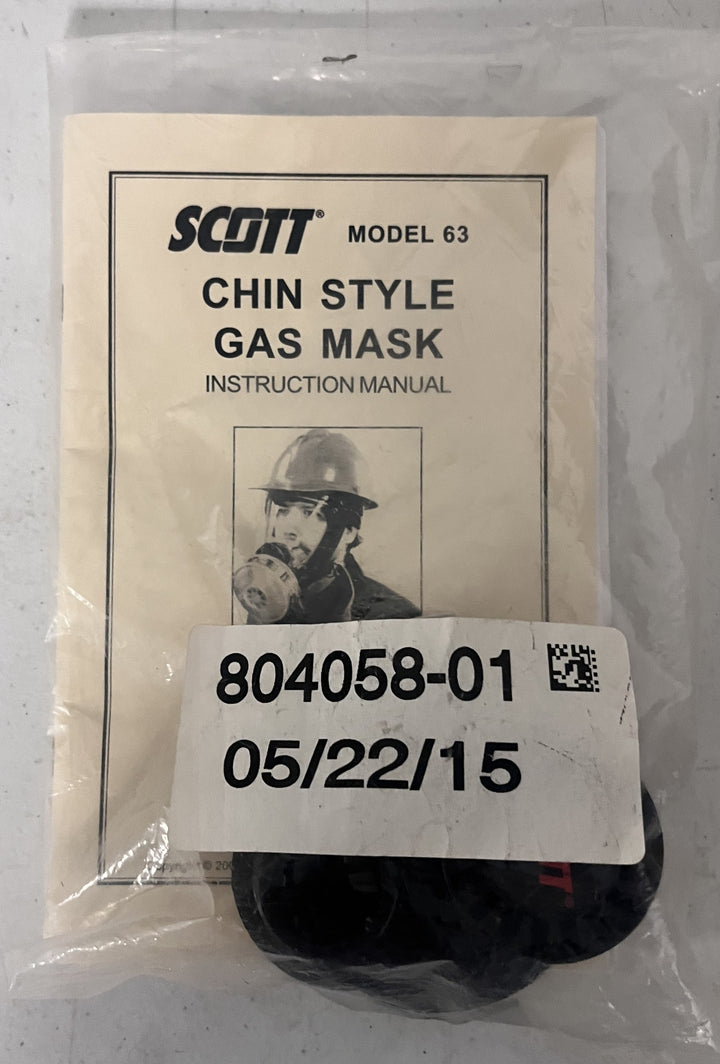 SCOTT® MODEL 63
CHIN STYLE
GAS MASK
INSTRUCTION MANUAL
804058-01
05/22/15
©